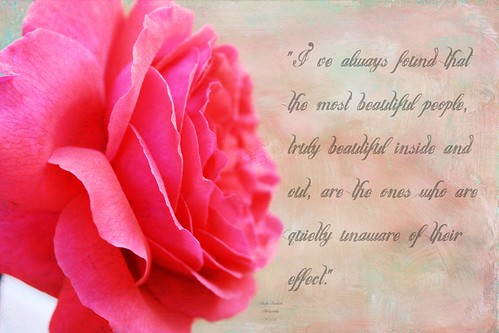 "I've always found that
the most beautiful people,
truly beautiful inside and
out, are the ones who are
quietly unaware of their
effect."